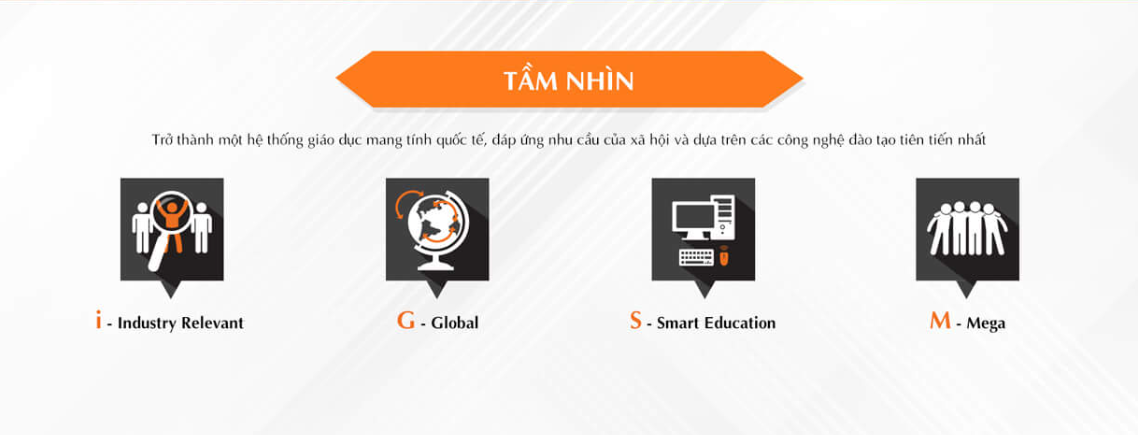 TẦM NHÌN
Trở thành một hệ thống giáo dục mang tính quốc tế, đáp ứng nhu cầu của xã hội và dựa trên các công nghệ đào tạo tiên tiến nhất
i - Industry Relevant
G - Global
S - Smart Education
M - Mega